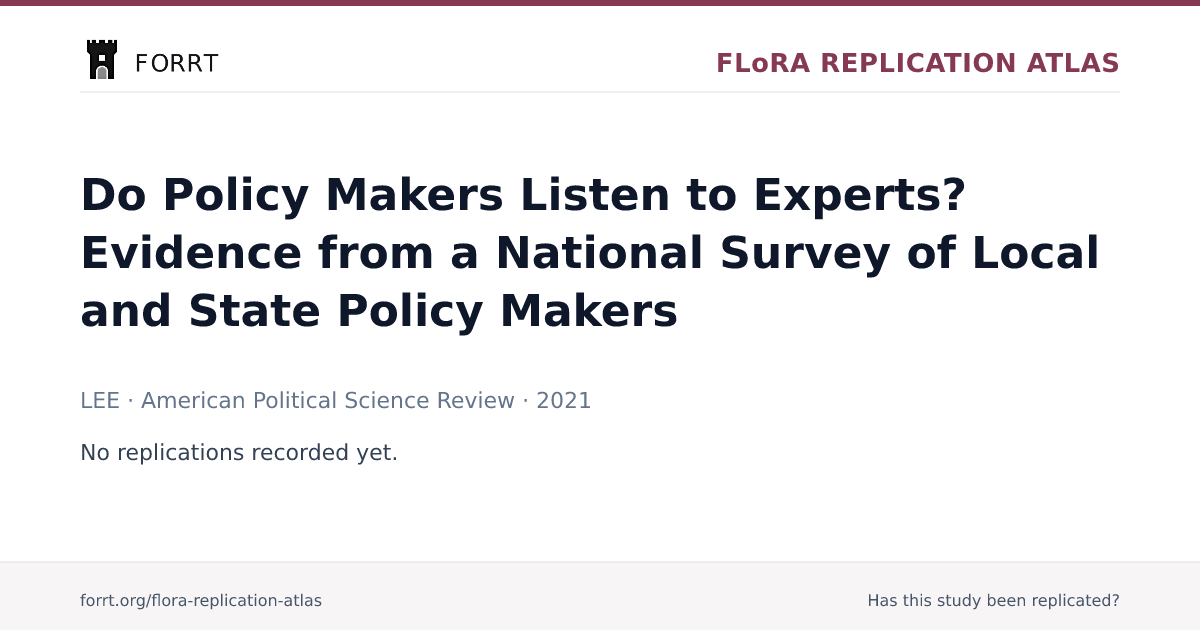 FORRT
FLoRA REPLICATION ATLAS
Do Policy Makers Listen to Experts?
Evidence from a National Survey of Local
and State Policy Makers
LEE · American Political Science Review · 2021
No replications recorded yet.
forrt.org/flora-replication-atlas
Has this study been replicated?